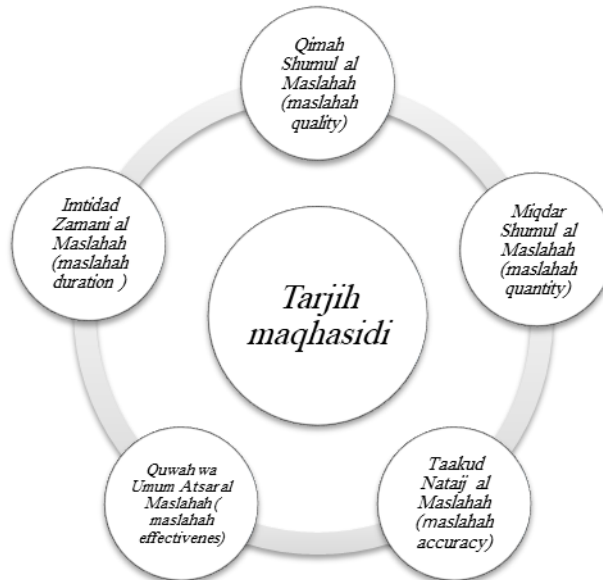 Qimah
Shumul al
Maslahah
(maslahah
quality)
Imtidad
Zamani al
Maslahah
(maslahah
duration )
Miqdar
Shumul al
Maslahah
(maslahah
quantity)
Tarjih
maqhasidi
Quwah wa
Umum Atsar al
Maslahah (
maslahah
effectivenes)
Taakud
Nataij al
Maslahah
(maslahah
accuracy)